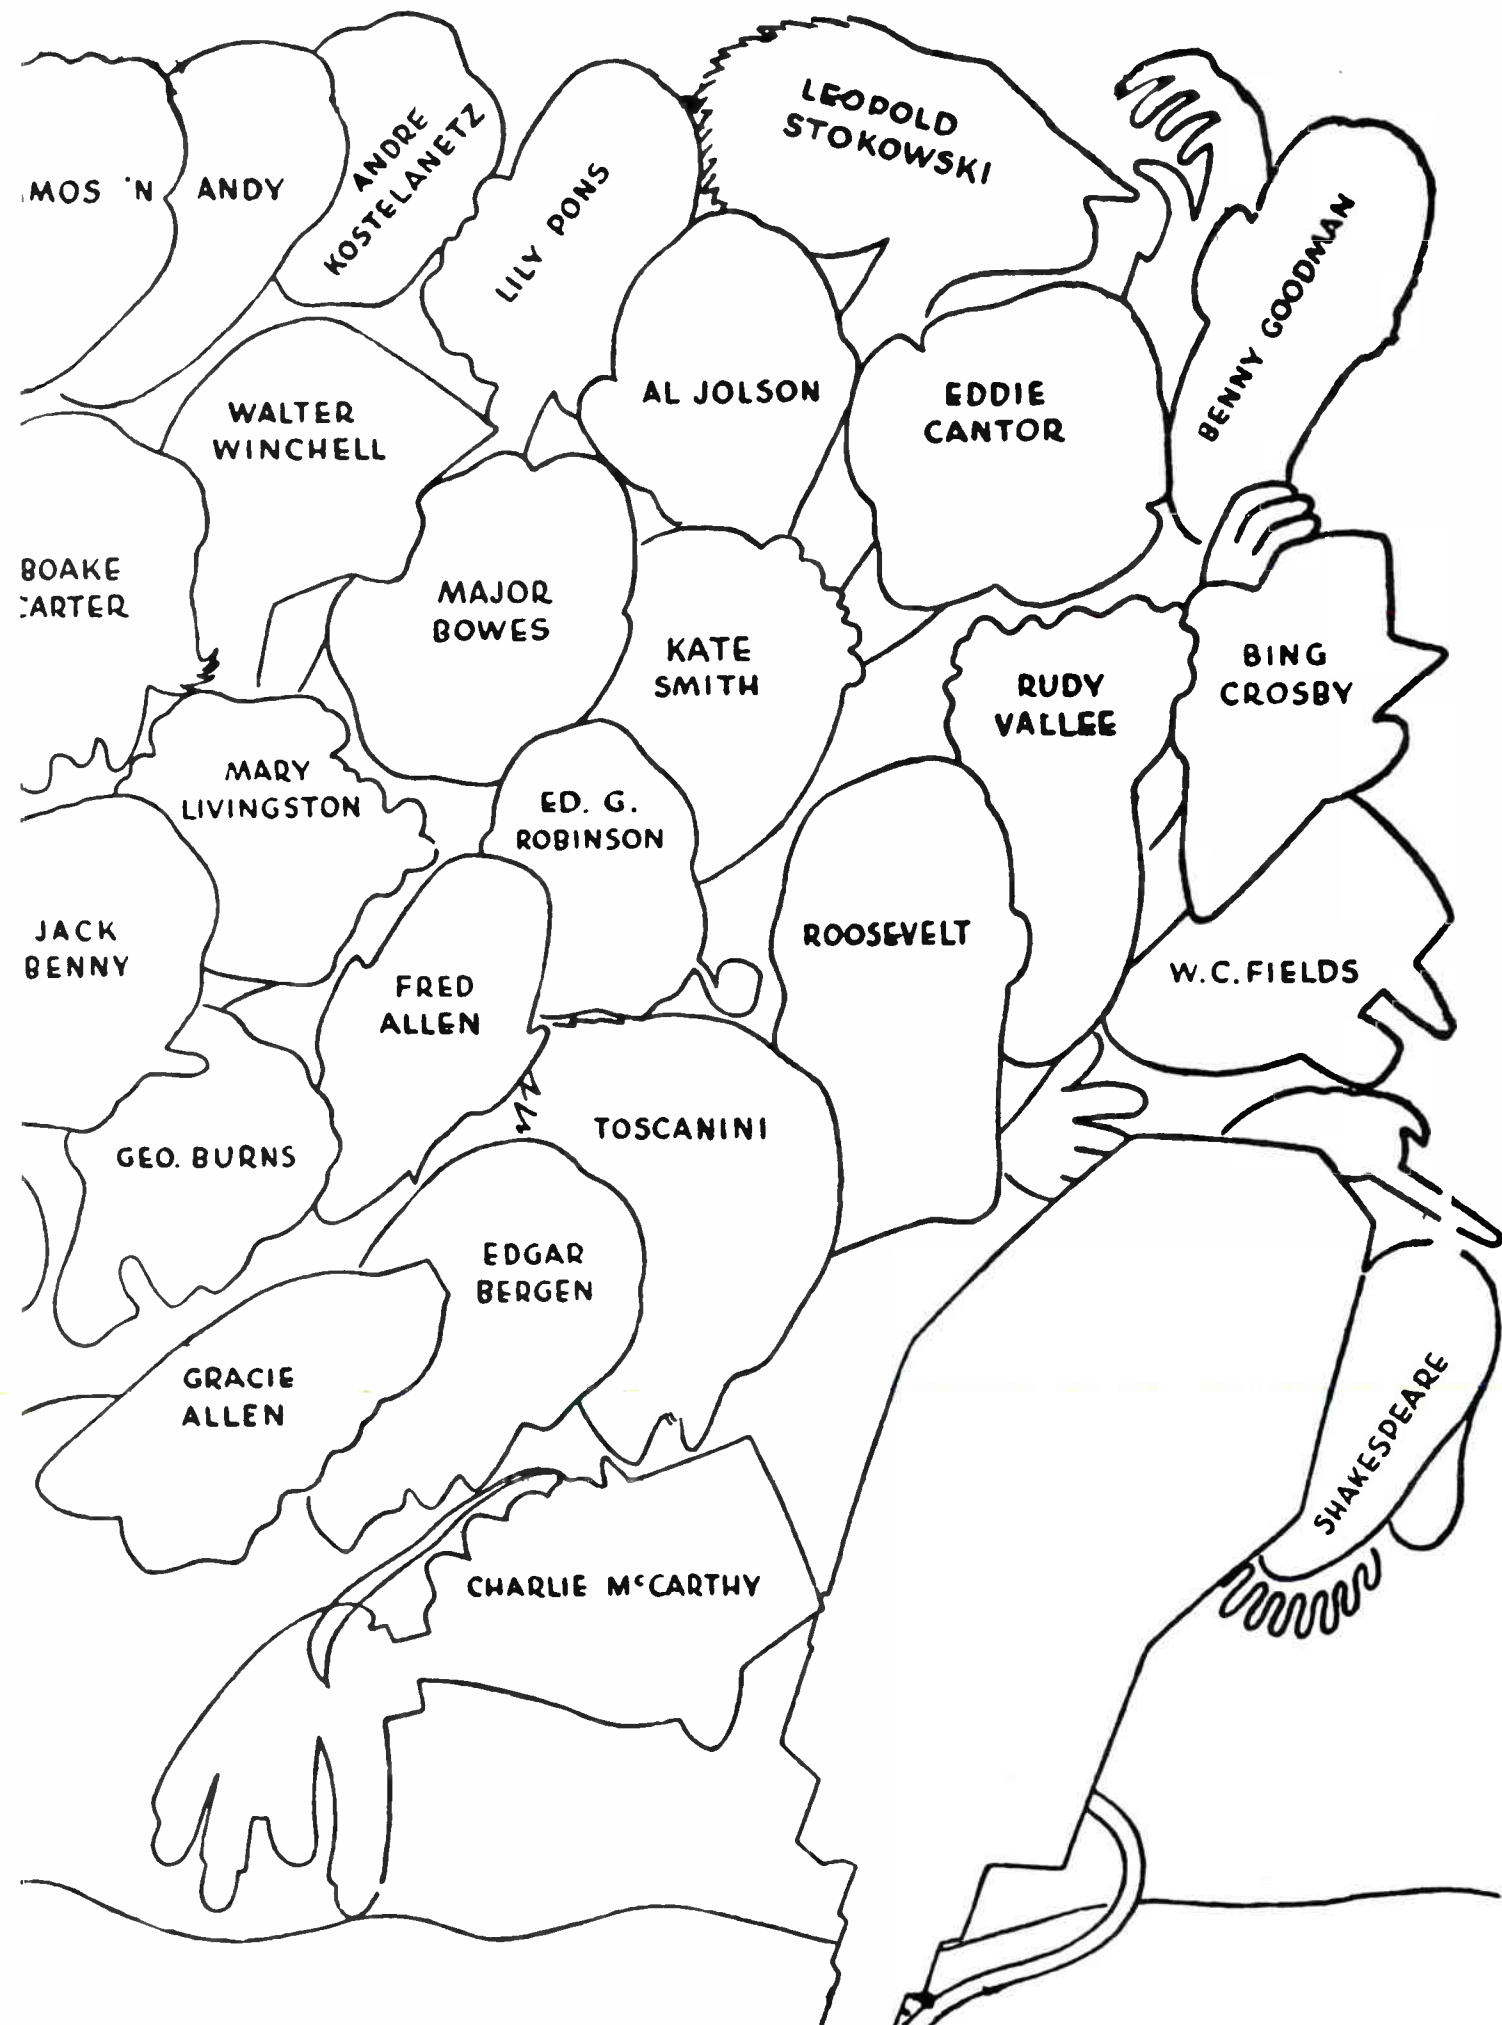 MOS 'N
ANDY
ANDRE
KOSTELANETZ
LILY PONS
LEOPOLD
STOKOWSKI
BENNY GOODMAN
WALTER
WINCHELL
AL JOLSON
EDDIE
CANTOR
BOAKE
CARTER
MAJOR
BOWES
KATE
SMITH
RUDY
VALLEE
BING
CROSBY
MARY
LIVINGSTON
ED. G.
ROBINSON
JACK
BENNY
FRED
ALLEN
ROOSEVELT
W.C. FIELDS
GEO. BURNS
TOSCANINI
EDGAR
BERGEN
GRACIE
ALLEN
SHAKESPEARE
CHARLIE McCARTHY